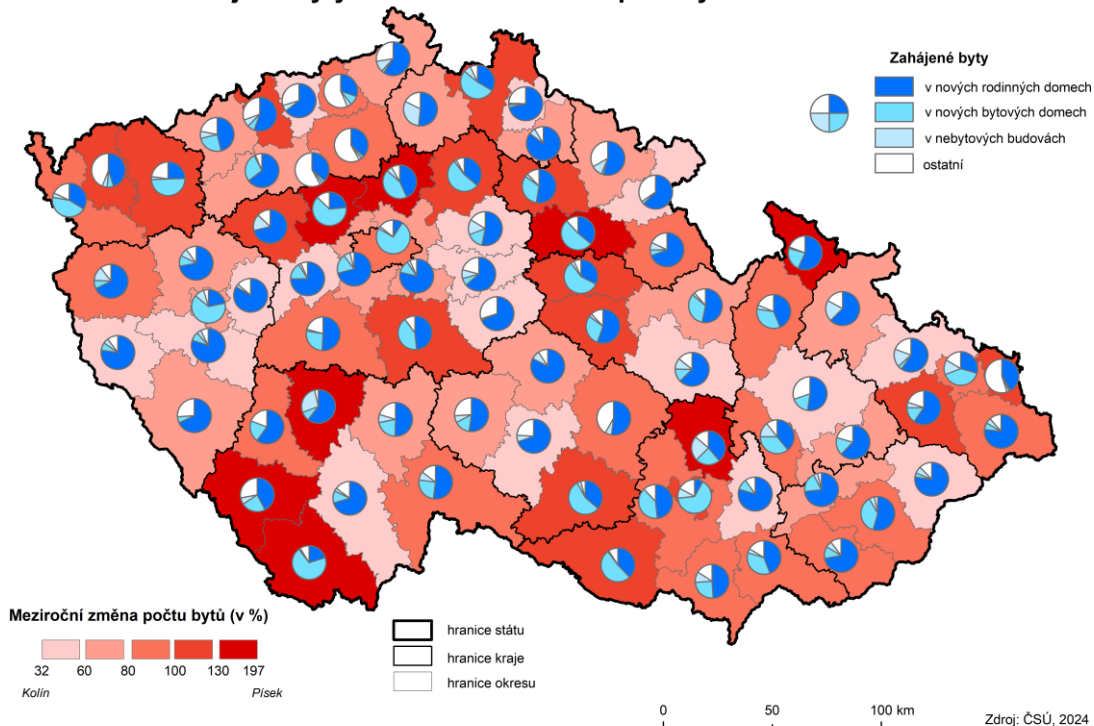 Zahájené byty
v nových rodinných domech
v nových bytových domech
v nebytových budovách
ostatní
Meziroční změna počtu bytů (v %)
32 60 80 100 130 197
Kolín Písek
hranice státu
hranice kraje
hranice okresu
0 50 100 km
Zdroj: ČSÚ, 2024